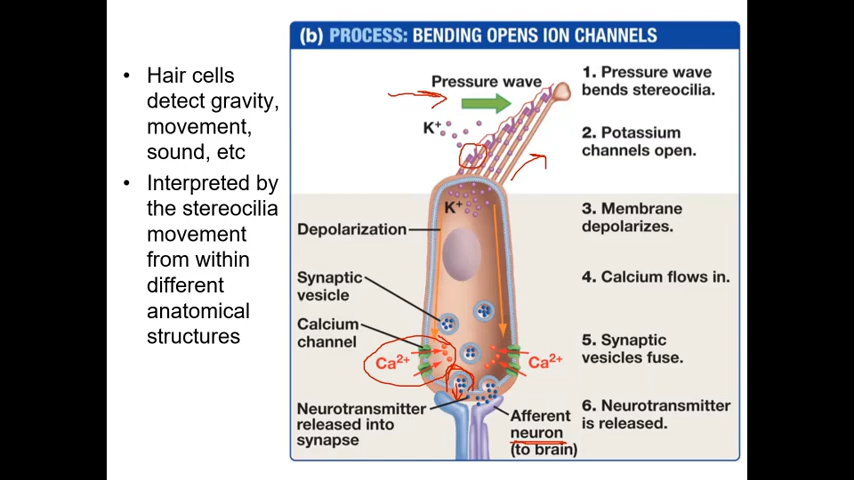 • Hair cells
detect gravity,
movement,
sound, etc
• Interpreted by
the stereocilia
movement
from within
different
anatomical
structures
(b) PROCESS: BENDING OPENS ION CHANNELS
Pressure wave
K+
1. Pressure wave
bends stereocilia.
2. Potassium
channels open.
K+
3. Membrane
depolarizes.
Depolarization
4. Calcium flows in.
Synaptic
vesicle
Calcium
channel
5. Synaptic
vesicles fuse.
Ca2+
Ca2+
Neurotransmitter
released into
synapse
Afferent
neuron
(to brain)
6. Neurotransmitter
is released.